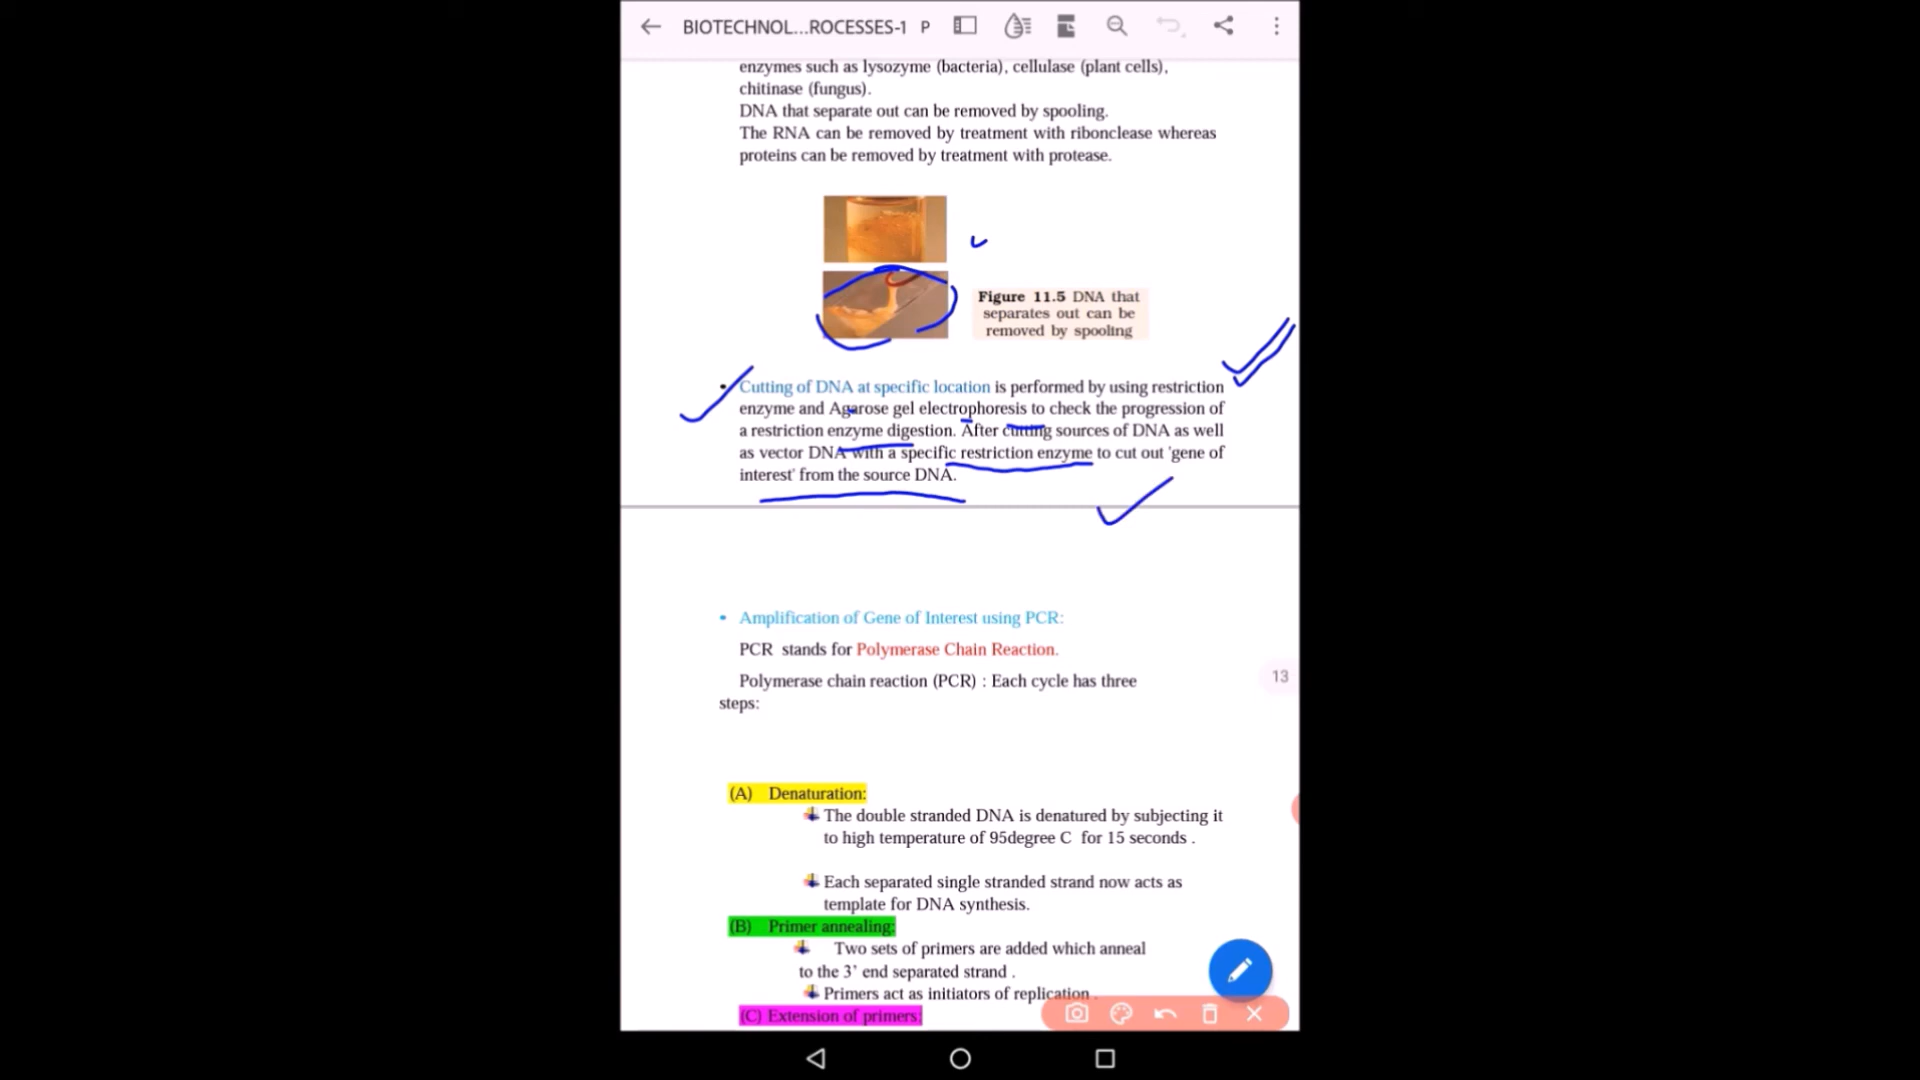 BIOTECHNOL...ROCESSES-1 P
enzymes such as lysozyme (bacteria), cellulase (plant cells),
chitinase (fungus).
DNA that separate out can be removed by spooling.
The RNA can be removed by treatment with ribonclease whereas
proteins can be removed by treatment with protease.
Figure 11.5 DNA that
separates out can be
removed by spooling
• Cutting of DNA at specific location is performed by using restriction
enzyme and Agarose gel electrophoresis to check the progression of
a restriction enzyme digestion. After cutting sources of DNA as well
as vector DNA with a specific restriction enzyme to cut out 'gene of
interest' from the source DNA.
• Amplification of Gene of Interest using PCR:
PCR stands for Polymerase Chain Reaction.
Polymerase chain reaction (PCR) : Each cycle has three
steps:
13
(A) Denaturation:
The double stranded DNA is denatured by subjecting it
to high temperature of 95degree C for 15 seconds .
Each separated single stranded strand now acts as
template for DNA synthesis.
(B) Primer annealing:
Two sets of primers are added which anneal
to the 3’ end separated strand .
Primers act as initiators of replication .
(C) Extension of primers: